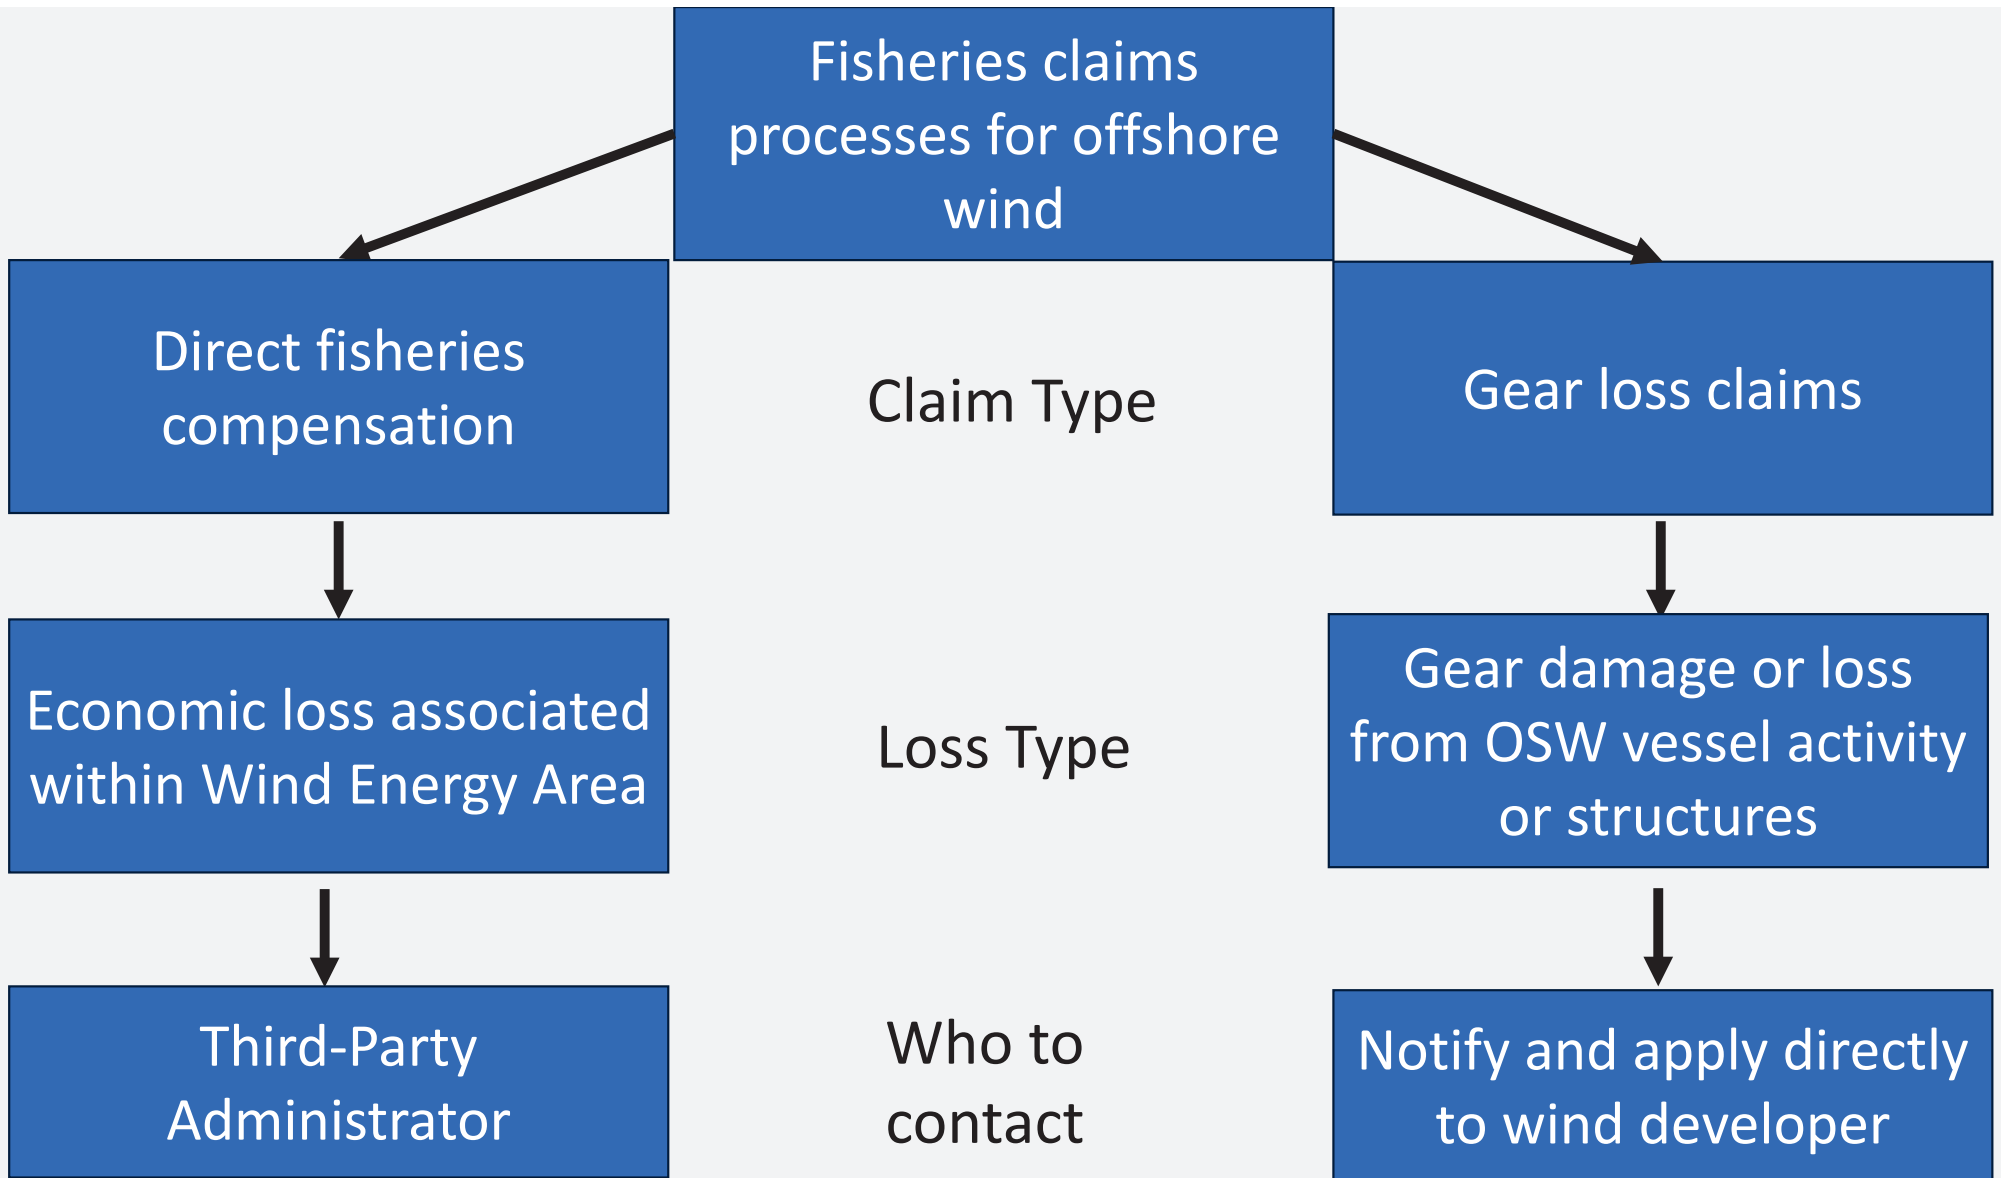 Fisheries claims
processes for offshore
wind
Direct fisheries
compensation
Claim Type
Gear loss claims
Economic loss associated
within Wind Energy Area
Loss Type
Gear damage or loss
from OSW vessel activity
or structures
Third-Party
Administrator
Who to
contact
Notify and apply directly
to wind developer